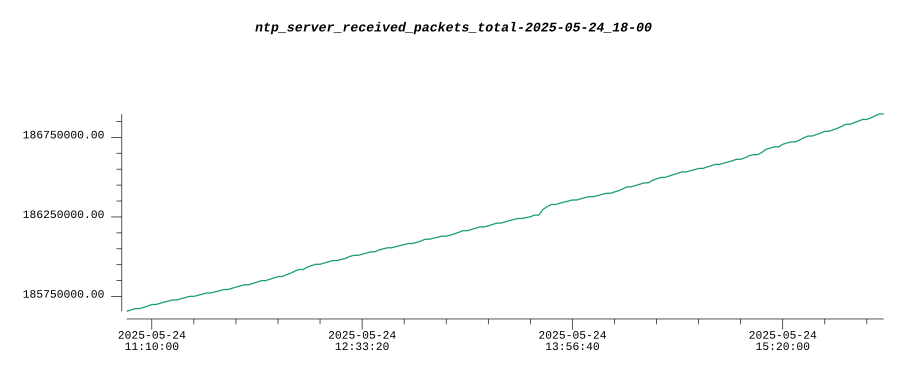 ntp_server_received_packets_total-2025-05-24_18-00
186750000.00
186250000.00
185750000.00
2025-05-24 2025-05-24 2025-05-24 2025-05-24
11:10:00 12:33:20 13:56:40 15:20:00